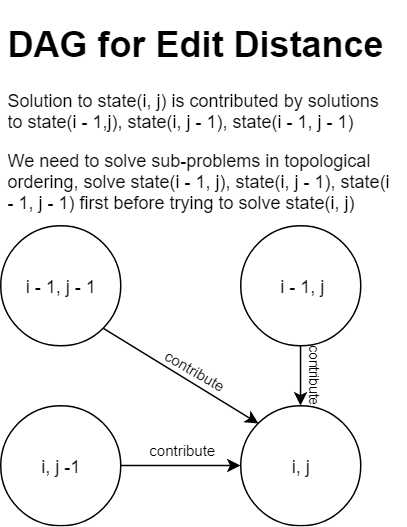 DAG for Edit Distance
Solution to state(i, j) is contributed by solutions
to state(i - 1,j), state(i, j - 1), state(i - 1, j - 1)
We need to solve sub-problems in topological
ordering, solve state(i - 1, j), state(i, j - 1), state(i
- 1, j - 1) first before trying to solve state(i, j)
i - 1, j - 1
i - 1, j
contribute
contribute
i, j -1
contribute
i, j